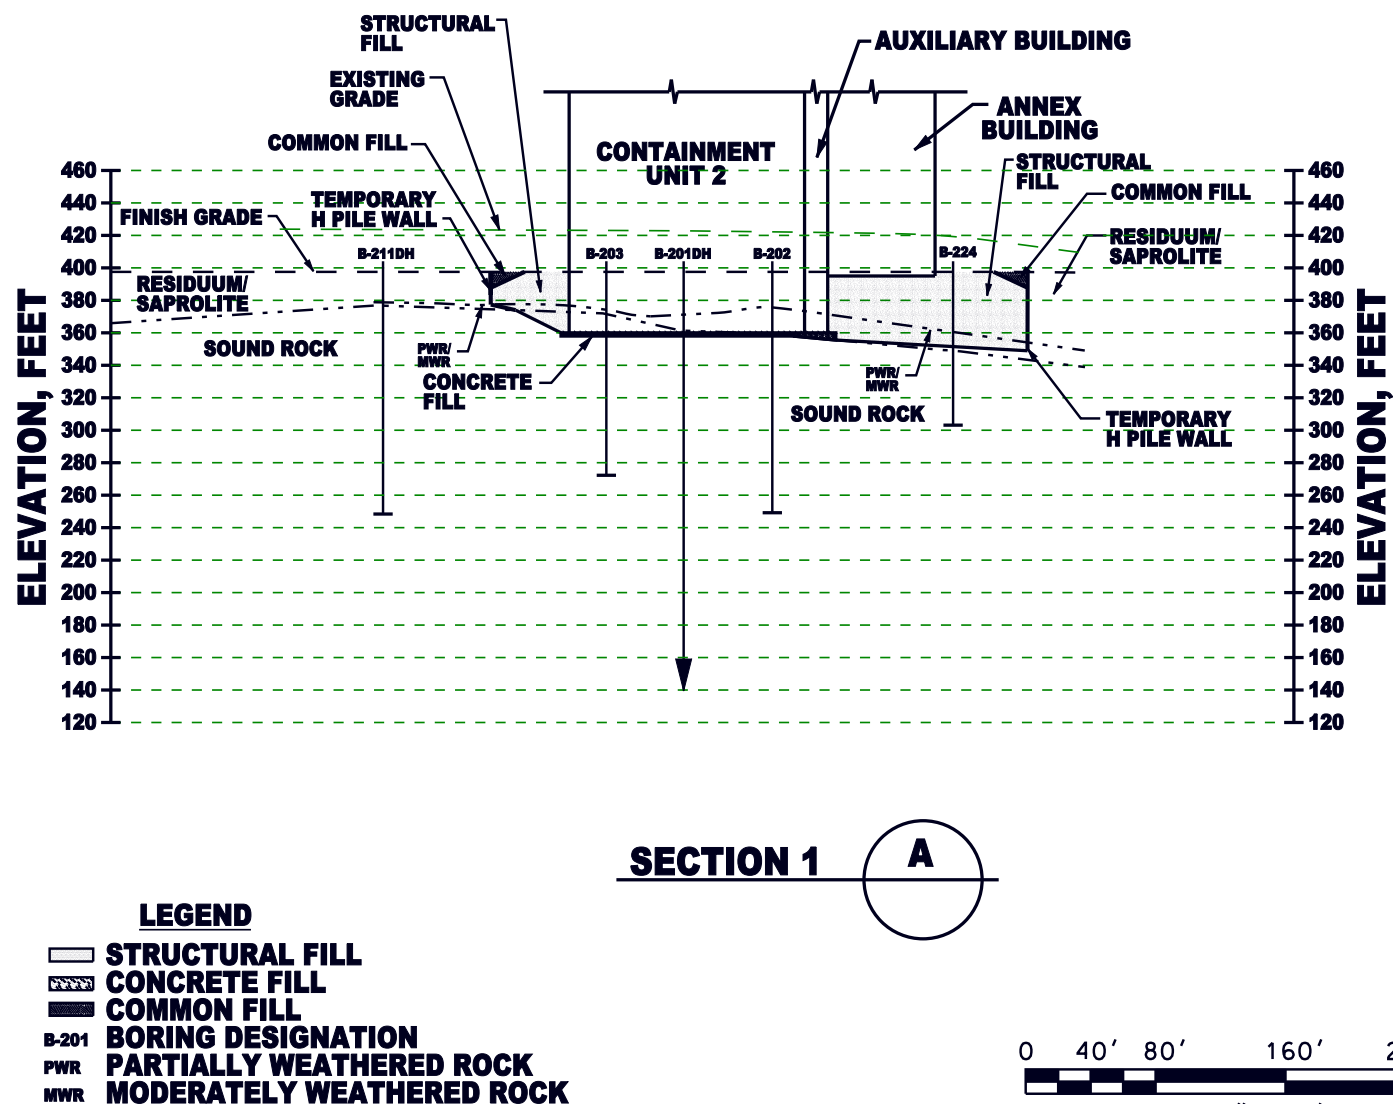 STRUCTURAL
FILL
EXISTING
GRADE
COMMON FILL
TEMPORARY
H PILE WALL
FINISH GRADE
AUXILIARY BUILDING
ANNEX
BUILDING
CONTAINMENT
UNIT 2
STRUCTURAL
FILL
COMMON FILL
RESIDUUM/
SAPROLITE
B-211DH
B-203
B-201DH
B-202
B-224
RESIDUUM/
SAPROLITE
SOUND ROCK
PWR/
MWR
CONCRETE
FILL
PWR/
MWR
SOUND ROCK
TEMPORARY
H PILE WALL
ELEVATION, FEET
460
440
420
400
380
360
340
320
300
280
260
240
220
200
180
160
140
120
460
440
420
400
380
360
340
320
300
280
260
240
220
200
180
160
140
120
ELEVATION, FEET
SECTION 1
A
LEGEND
STRUCTURAL FILL
CONCRETE FILL
COMMON FILL
B-201 BORING DESIGNATION
PWR PARTIALLY WEATHERED ROCK
MWR MODERATELY WEATHERED ROCK
0 40' 80' 160'